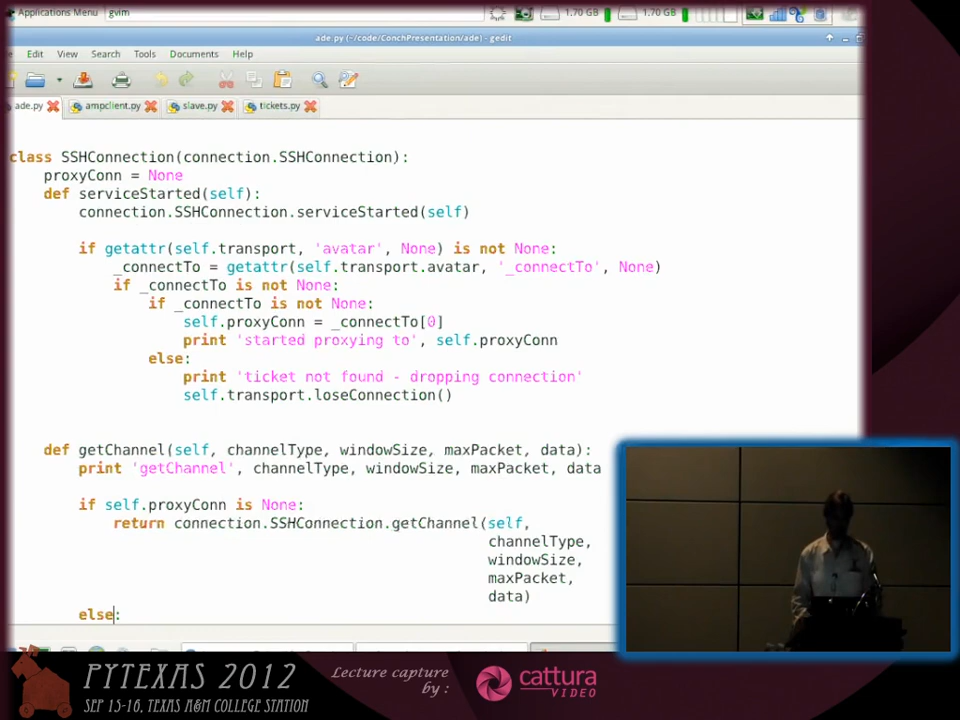 Applications Menu gvim 1.70 GB 1.70 GB
ade.py (~/code/ConchPresentation/ade) - gedit
Edit View Search Tools Documents Help
ade.py ampclient.py slave.py tickets.py
class SSHConnection(connection.SSHConnection):
proxyConn = None
def serviceStarted(self):
connection.SSHConnection.serviceStarted(self)
if getattr(self.transport, 'avatar', None) is not None:
_connectTo = getattr(self.transport.avatar, '_connectTo', None)
if _connectTo is not None:
if _connectTo is not None:
self.proxyConn = _connectTo[0]
print 'started proxying to', self.proxyConn
else:
print 'ticket not found - dropping connection'
self.transport.loseConnection()
def getChannel(self, channelType, windowSize, maxPacket, data):
print 'getChannel', channelType, windowSize, maxPacket, data
if self.proxyConn is None:
return connection.SSHConnection.getChannel(self,
channelType,
windowSize,
maxPacket,
data)
else:
PYTEXAS 2012
SEP 15-16, TEXAS A&M COLLEGE STATION
Lecture capture
by :
cattura
VIDEO